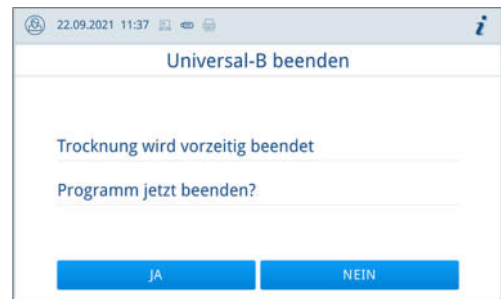 22.09.2021 11:37
i
Universal-B beenden
Trocknung wird vorzeitig beendet
Programm jetzt beenden?
JA
NEIN